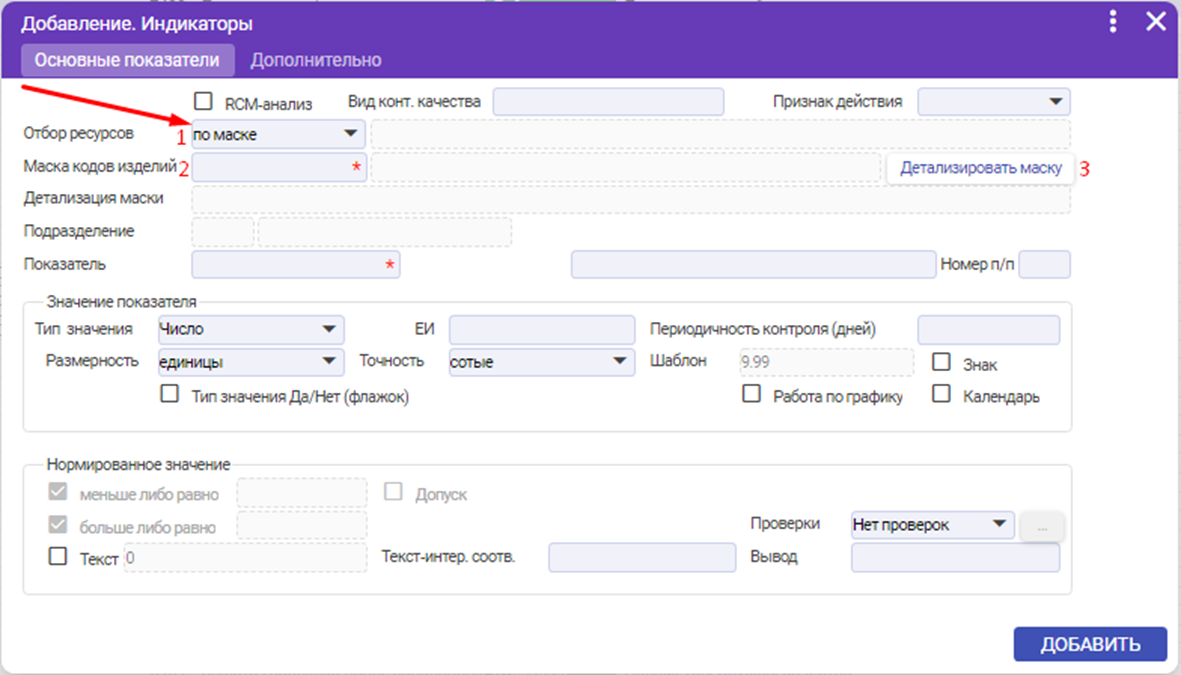 Добавление. Индикаторы
Основные показатели Дополнительно
RCM-анализ Вид конт. качества Признак действия
Отбор ресурсов 1 по маске
Маска кодов изделий 2 * Детализировать маску 3
Детализация маски
Подразделение
Показатель * Номер п/п
Значение показателя
Тип значения Число ЕИ Периодичность контроля (дней)
Размерность единицы Точность сотые Шаблон 9.99 Знак
Тип значения Да/Нет (флажок) Работа по графику Календарь
Нормированное значение
меньше либо равно Допуск
больше либо равно Проверки Нет проверок ...
Текст 0 Текст-интер. соотв. Вывод
ДОБАВИТЬ